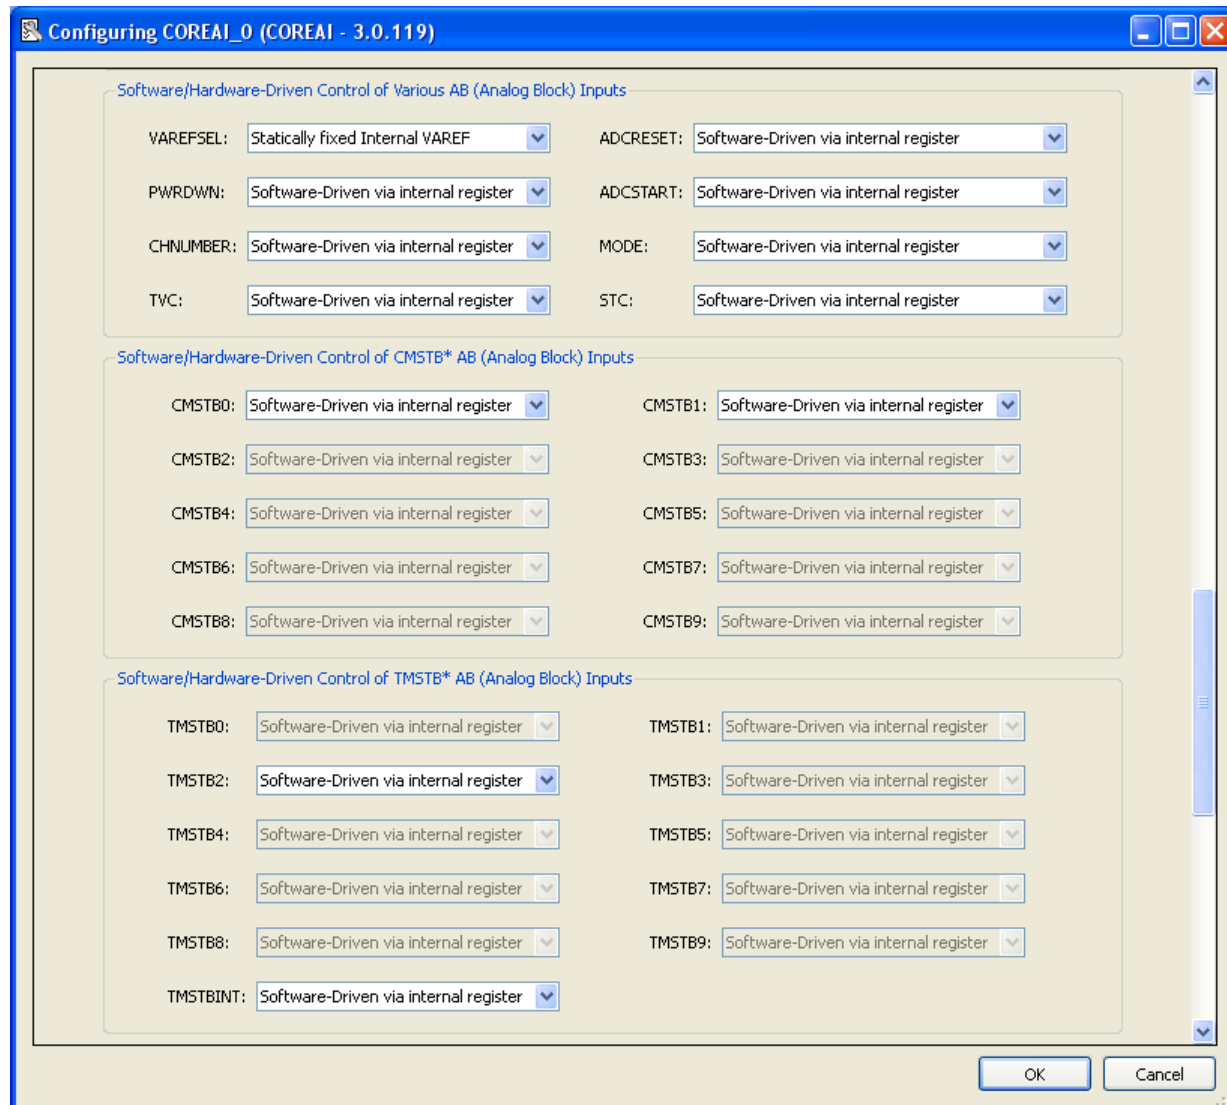 Configuring COREAI_0 (COREAI - 3.0.119)
Software/Hardware-Driven Control of Various AB (Analog Block) Inputs
VAREFSEL: Statically fixed Internal VAREF ADCRESET: Software-Driven via internal register
PWRDWN: Software-Driven via internal register ADCSTART: Software-Driven via internal register
CHNUMBER: Software-Driven via internal register MODE: Software-Driven via internal register
TVC: Software-Driven via internal register STC: Software-Driven via internal register
Software/Hardware-Driven Control of CMSTB* AB (Analog Block) Inputs
CMSTB0: Software-Driven via internal register CMSTB1: Software-Driven via internal register
CMSTB2: Software-Driven via internal register CMSTB3: Software-Driven via internal register
CMSTB4: Software-Driven via internal register CMSTB5: Software-Driven via internal register
CMSTB6: Software-Driven via internal register CMSTB7: Software-Driven via internal register
CMSTB8: Software-Driven via internal register CMSTB9: Software-Driven via internal register
Software/Hardware-Driven Control of TMSTB* AB (Analog Block) Inputs
TMSTB0: Software-Driven via internal register TMSTB1: Software-Driven via internal register
TMSTB2: Software-Driven via internal register TMSTB3: Software-Driven via internal register
TMSTB4: Software-Driven via internal register TMSTB5: Software-Driven via internal register
TMSTB6: Software-Driven via internal register TMSTB7: Software-Driven via internal register
TMSTB8: Software-Driven via internal register TMSTB9: Software-Driven via internal register
TMSTBINT: Software-Driven via internal register
OK Cancel